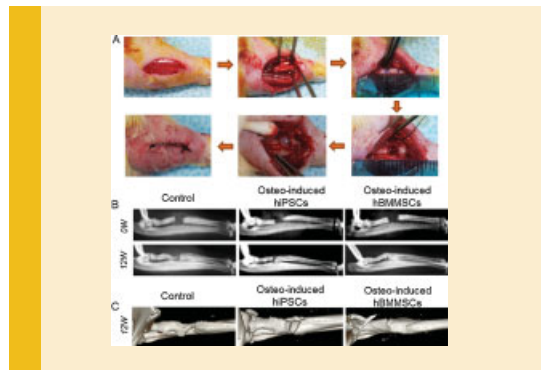 A
Control
Osteo-induced
hiPSCs
Osteo-induced
hBMMSCs
B
0W
12W
Control
Osteo-induced
hiPSCs
Osteo-induced
hBMMSCs
C
12W